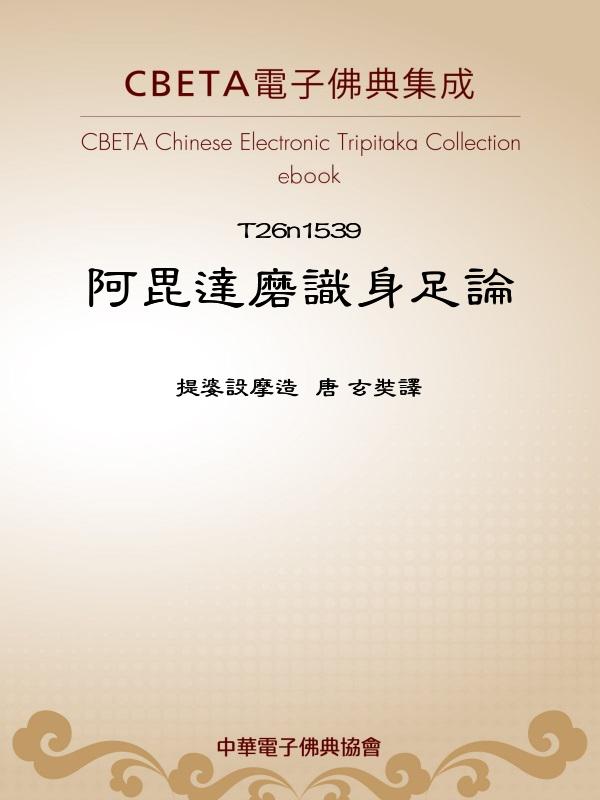 CBETA電子佛典集成
CBETA Chinese Electronic Tripitaka Collection
ebook
T26n1539
阿毘達磨識身足論
提婆設摩造 唐 玄奘譯
中華電子佛典協會